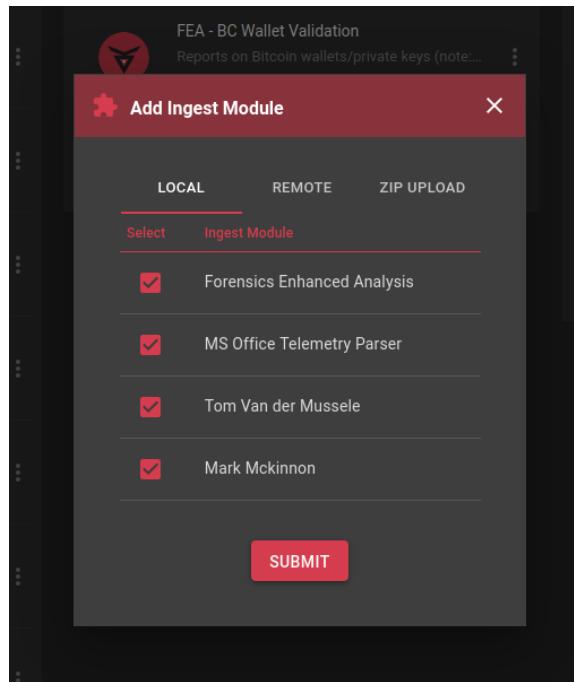 FEA - BC Wallet Validation
Reports on Bitcoin wallets/private keys (note:...
Add Ingest Module
LOCAL REMOTE ZIP UPLOAD
Select Ingest Module
Forensics Enhanced Analysis
MS Office Telemetry Parser
Tom Van der Mussele
Mark Mckinnon
SUBMIT